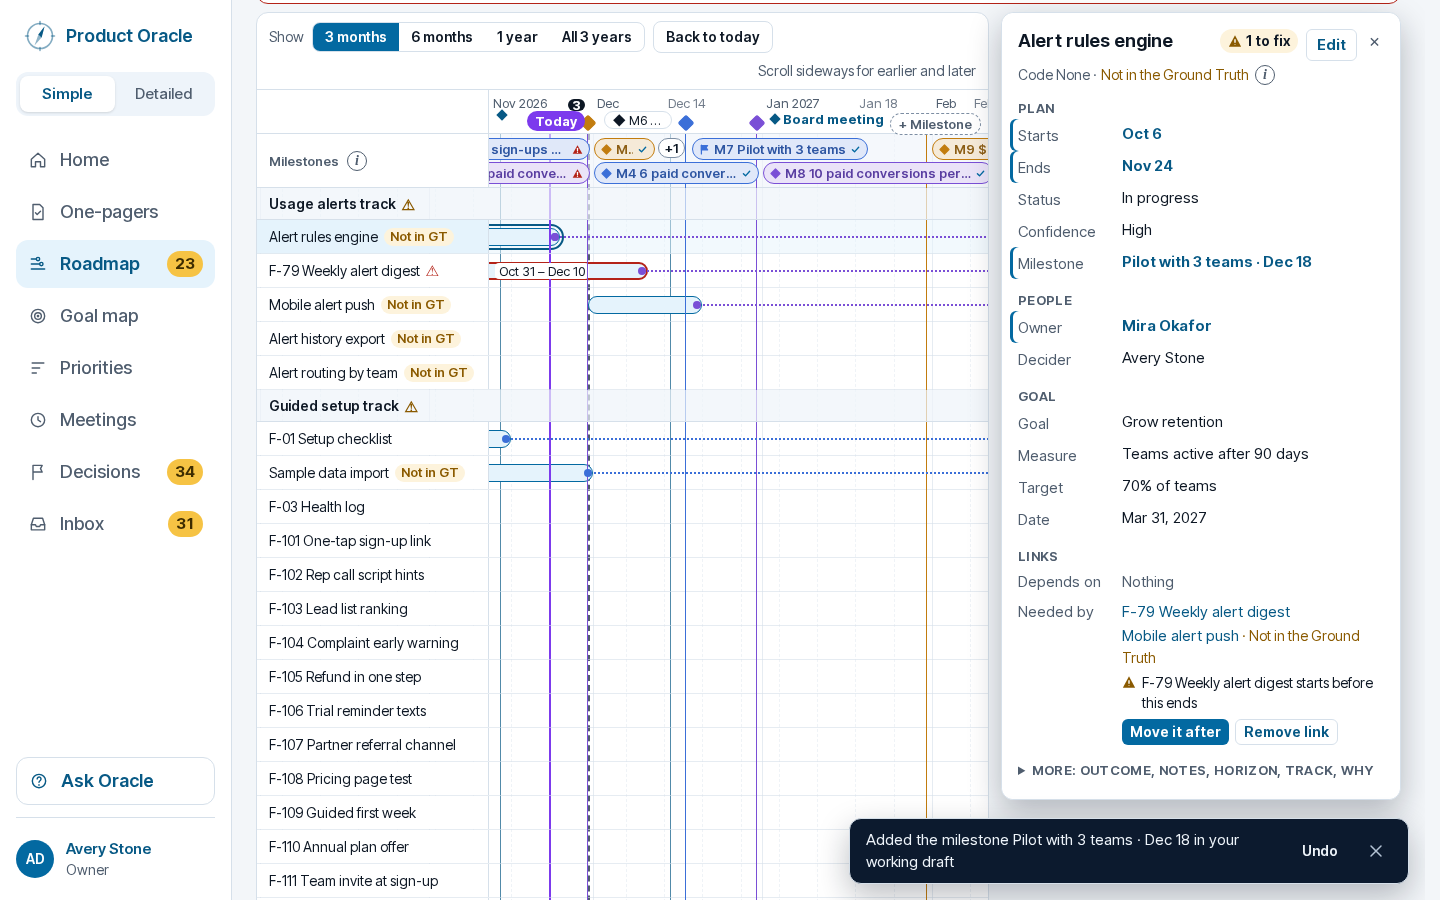 Product Oracle
Simple
Detailed
Home
One-pagers
Roadmap
23
Goal map
Priorities
Meetings
Decisions
34
Inbox
31
Ask Oracle
AD
Avery Stone
Owner
Show
3 months
6 months
1 year
All 3 years
Back to today
Scroll sideways for earlier and later
Nov 2026
3
Dec
Dec 14
Jan 2027
Jan 18
Feb
Today
M6 ...
Board meeting
+ Milestone
Milestones
i
sign-ups ...
M..
+1
M7 Pilot with 3 teams
M9 $
paid conve...
M4 6 paid conver...
M8 10 paid conversions per...
Usage alerts track
Alert rules engine
Not in GT
F-79 Weekly alert digest
Oct 31 – Dec 10
Mobile alert push
Not in GT
Alert history export
Not in GT
Alert routing by team
Not in GT
Guided setup track
F-01 Setup checklist
Sample data import
Not in GT
F-03 Health log
F-101 One-tap sign-up link
F-102 Rep call script hints
F-103 Lead list ranking
F-104 Complaint early warning
F-105 Refund in one step
F-106 Trial reminder texts
F-107 Partner referral channel
F-108 Pricing page test
F-109 Guided first week
F-110 Annual plan offer
F-111 Team invite at sign-up
Alert rules engine
1 to fix
Edit
Code None · Not in the Ground Truth
i
PLAN
Starts
Oct 6
Ends
Nov 24
Status
In progress
Confidence
High
Milestone
Pilot with 3 teams · Dec 18
PEOPLE
Owner
Mira Okafor
Decider
Avery Stone
GOAL
Goal
Grow retention
Measure
Teams active after 90 days
Target
70% of teams
Date
Mar 31, 2027
LINKS
Depends on
Nothing
Needed by
F-79 Weekly alert digest
Mobile alert push · Not in the Ground
Truth
F-79 Weekly alert digest starts before
this ends
Move it after
Remove link
MORE: OUTCOME, NOTES, HORIZON, TRACK, WHY
Added the milestone Pilot with 3 teams · Dec 18 in your
working draft
Undo